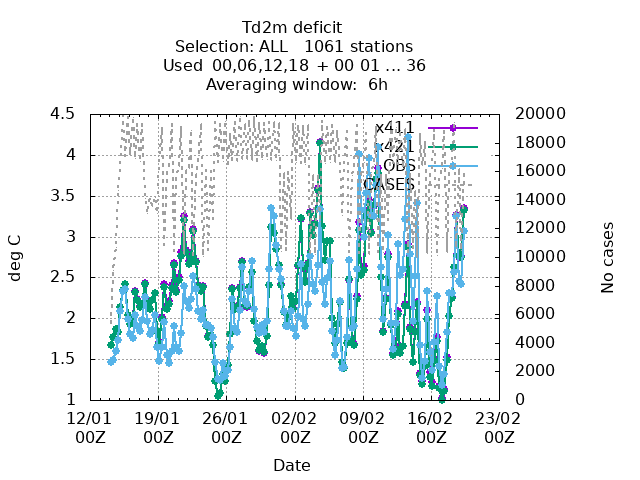 Td2m deficit
Selection: ALL   1061 stations
Used  00,06,12,18 + 00 01 ... 36
Averaging window:  6h
4.5
4
3.5
3
2.5
2
1.5
1
deg C
20000
18000
16000
14000
12000
10000
8000
6000
4000
2000
0
No cases
x411
x421
OBS
CASES
12/01 19/01 26/01 02/02 09/02 16/02 23/02
00Z 00Z 00Z 00Z 00Z 00Z 00Z
Date